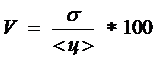 V = σ / <ц> * 100